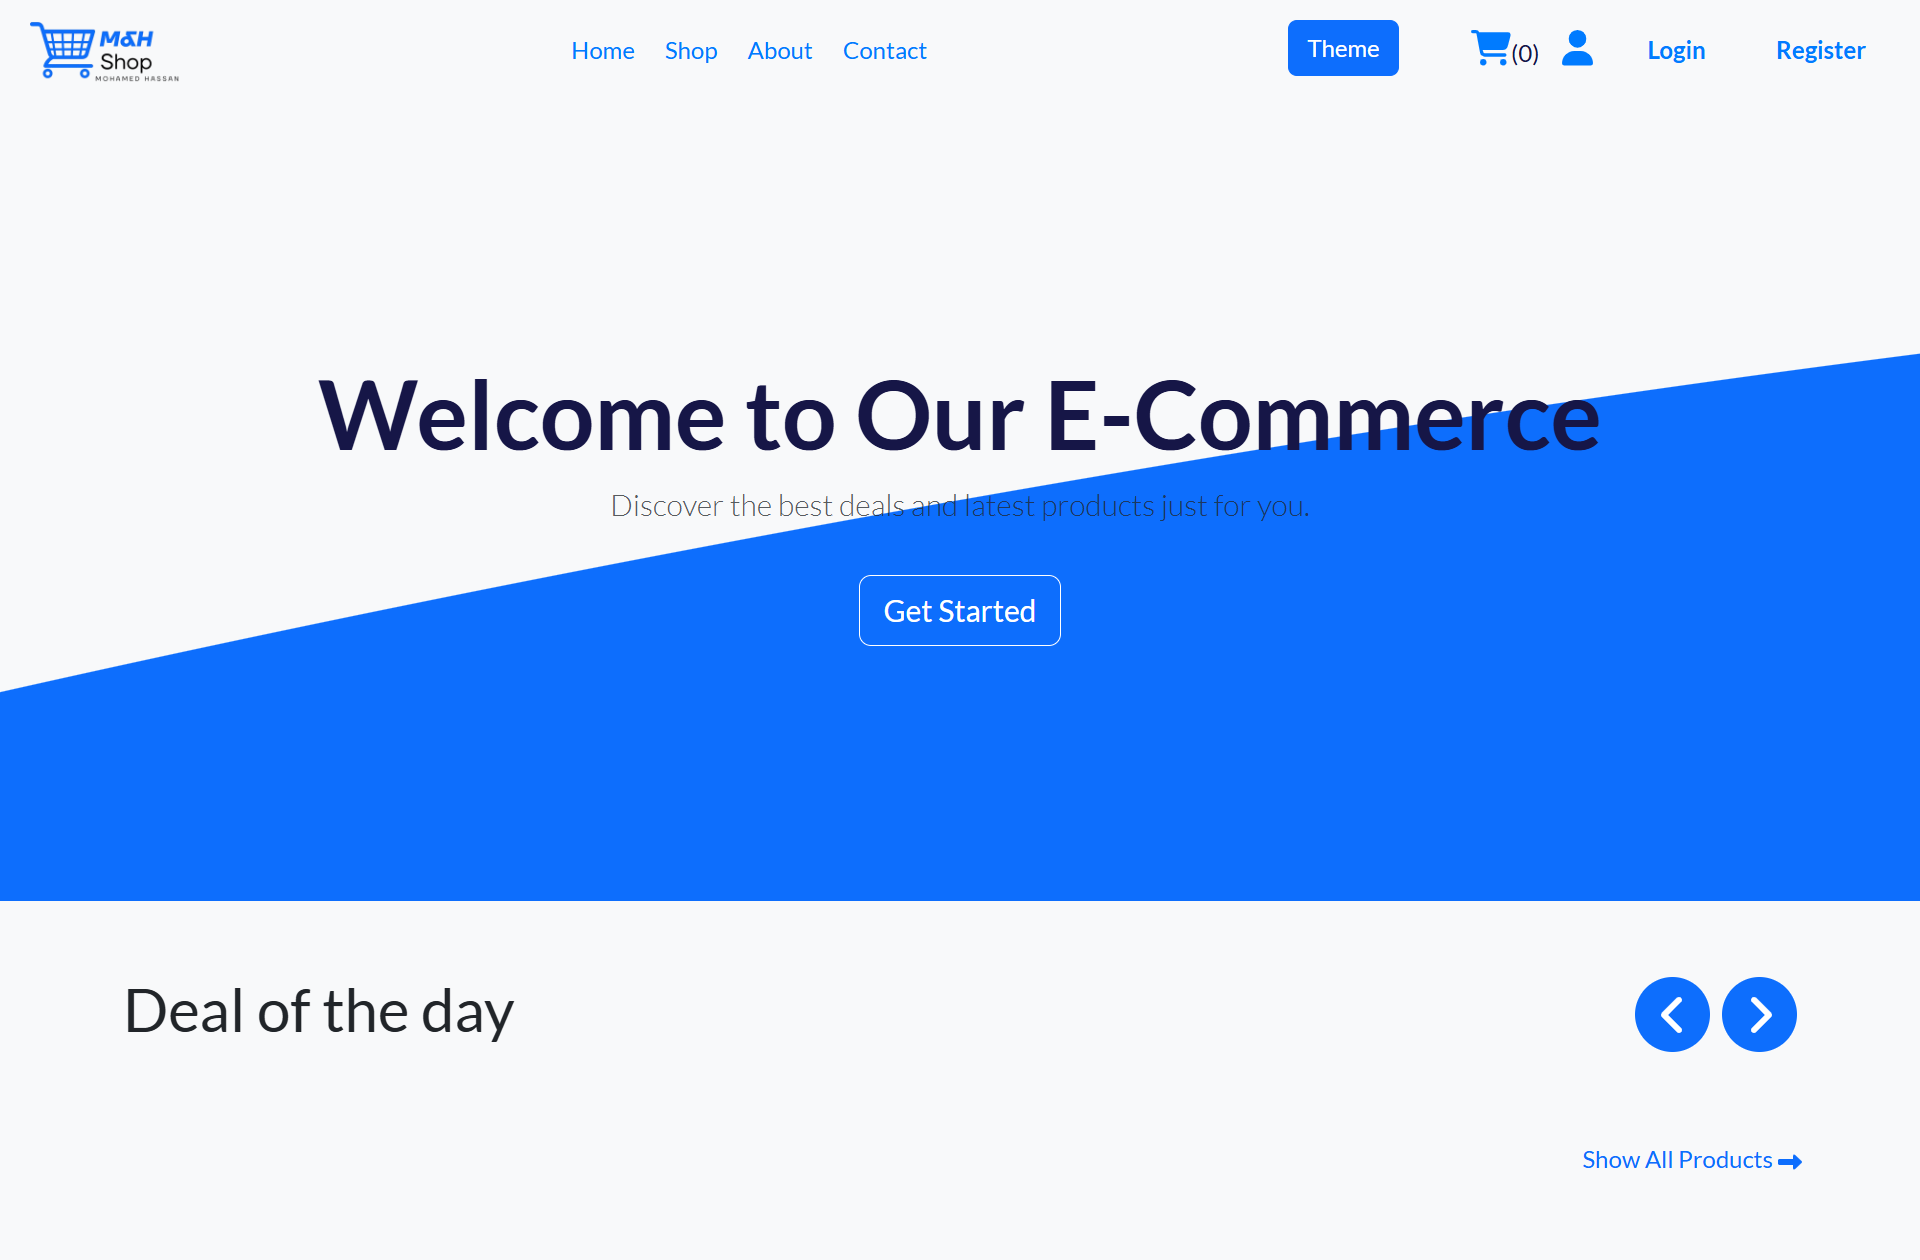 M&H
Shop
MOHAMED HASSAN
Home
Shop
About
Contact
Theme
(0)
Login
Register
Welcome to Our E-Commerce
Discover the best deals and latest products just for you.
Get Started
Deal of the day
Show All Products